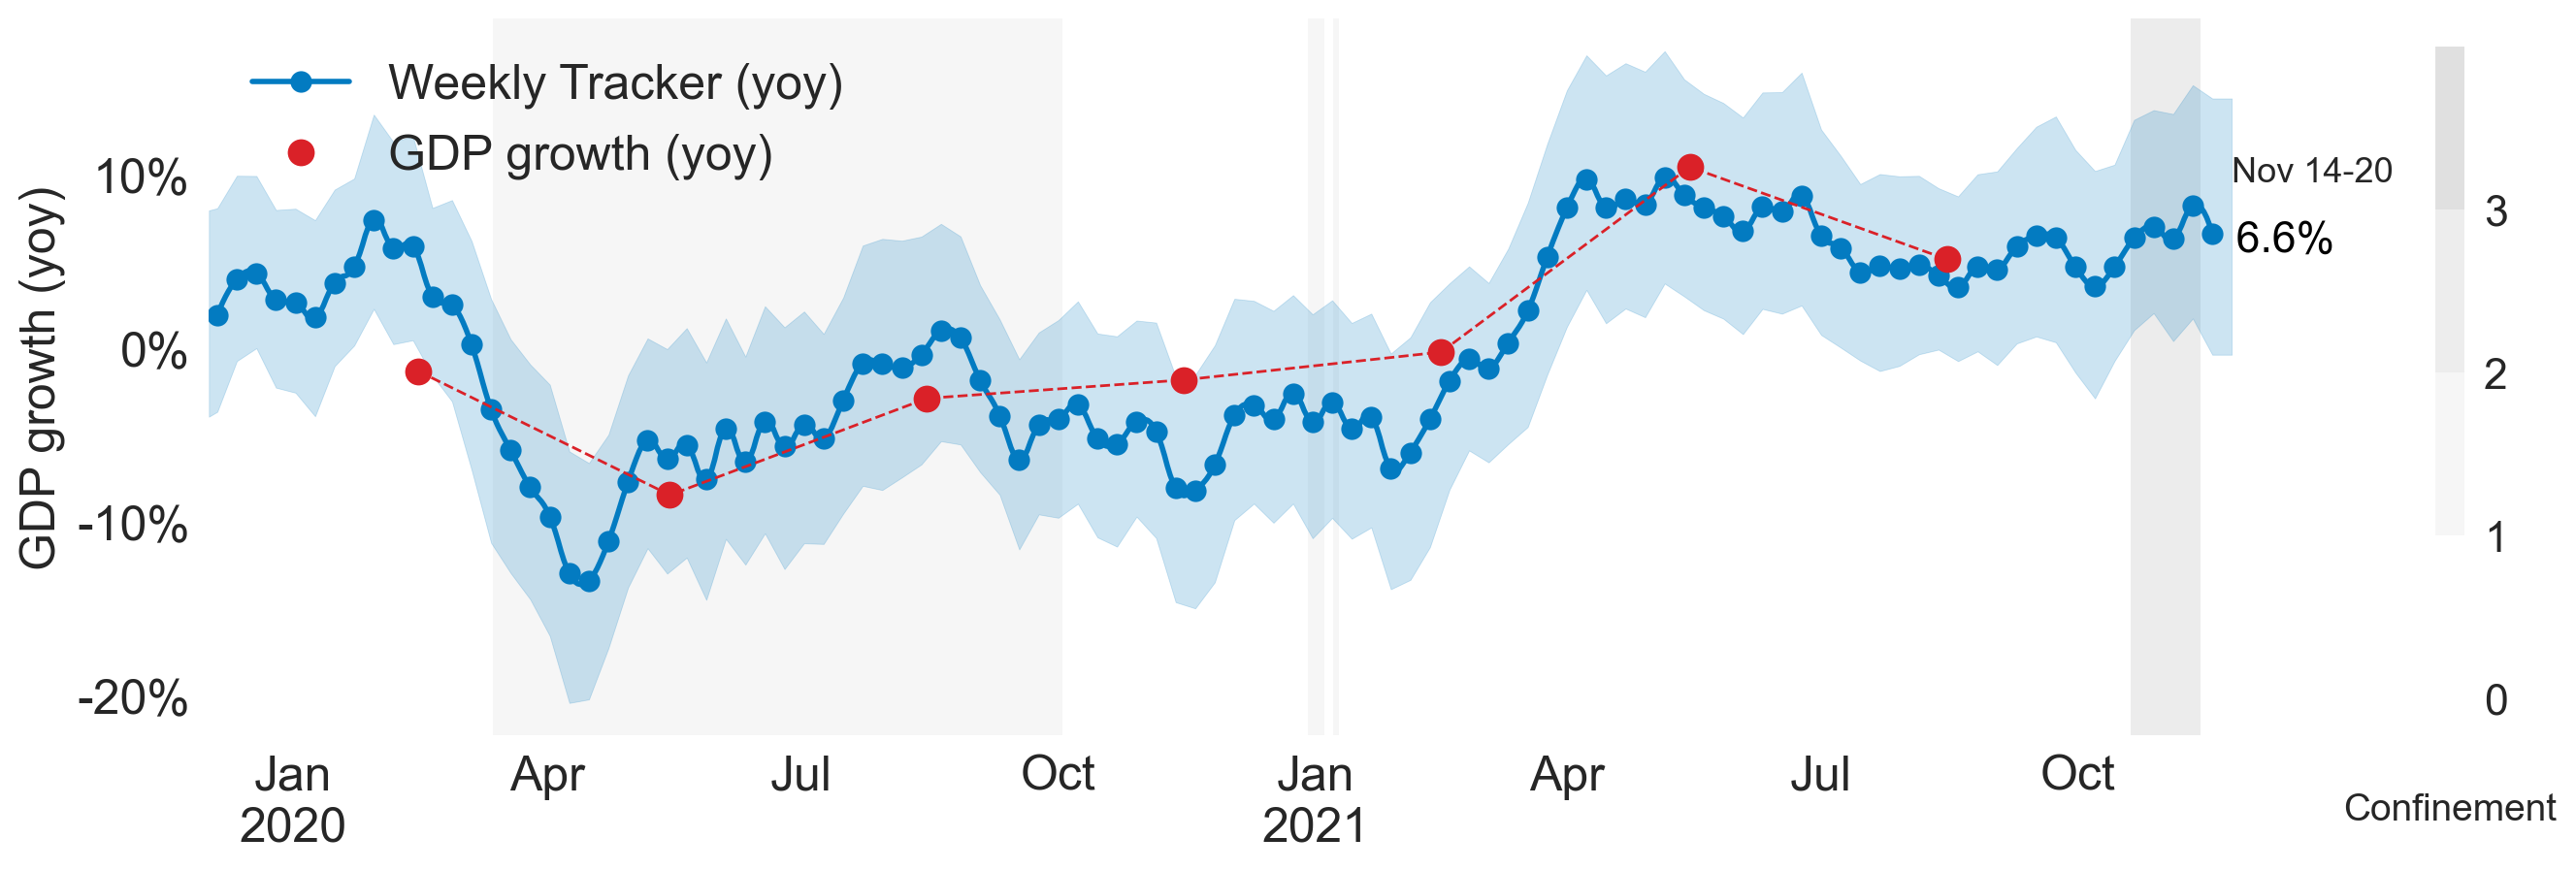 Weekly Tracker (yoy)
GDP growth (yoy)
GDP growth (yoy)
10%
0%
-10%
-20%
Nov 14-20
6.6%
3
2
1
0
Jan
2020
Apr
Jul
Oct
Jan
2021
Apr
Jul
Oct
Confinement